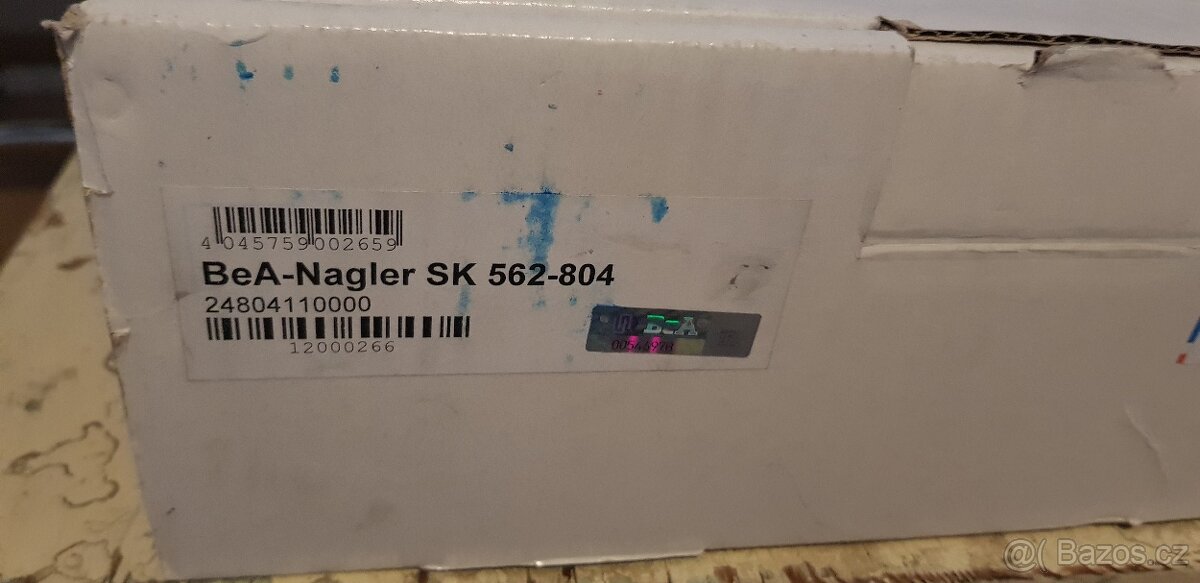 4 045759 002659
BeA-Nagler SK 562-804
24804110000
BeA
12000266
@( Bazos.cz